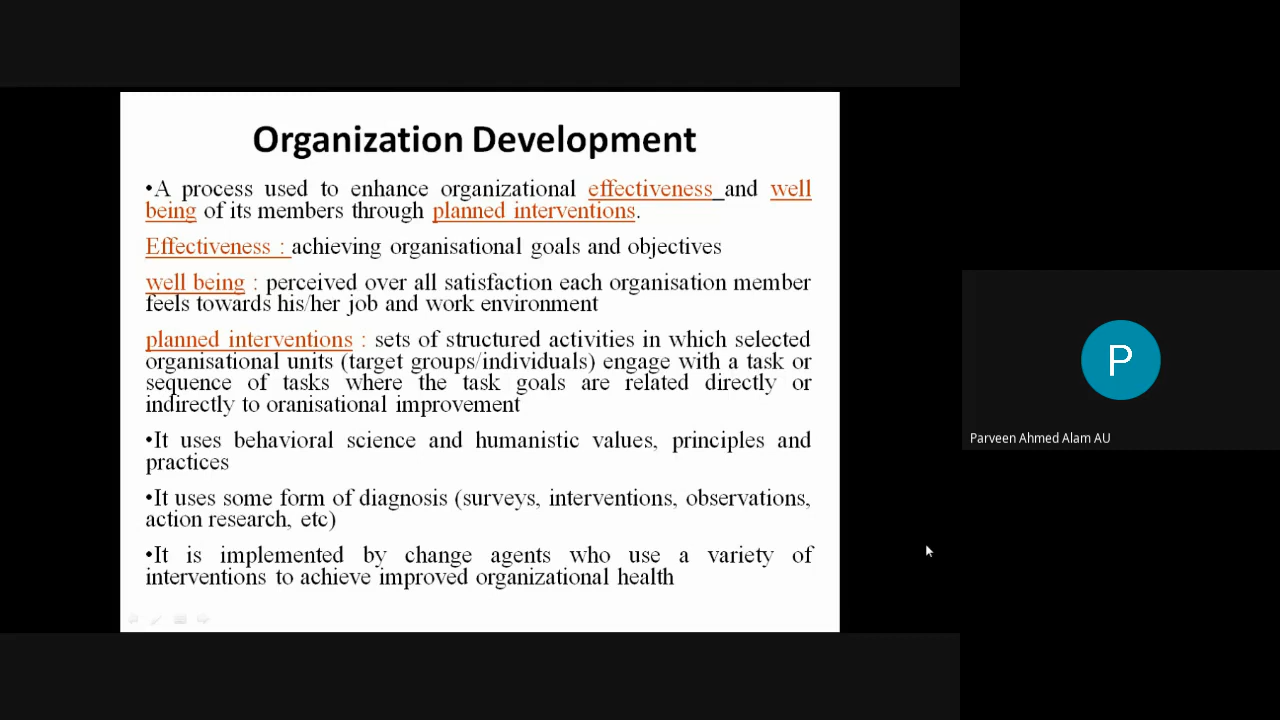 Organization Development
•A process used to enhance organizational effectiveness and well
being of its members through planned interventions.
Effectiveness : achieving organisational goals and objectives
well being : perceived over all satisfaction each organisation member
feels towards his/her job and work environment
planned interventions : sets of structured activities in which selected
organisational units (target groups/individuals) engage with a task or
sequence of tasks where the task goals are related directly or
indirectly to oranisational improvement
•It uses behavioral science and humanistic values, principles and
practices
•It uses some form of diagnosis (surveys, interventions, observations,
action research, etc)
•It is implemented by change agents who use a variety of
interventions to achieve improved organizational health
P
Parveen Ahmed Alam AU